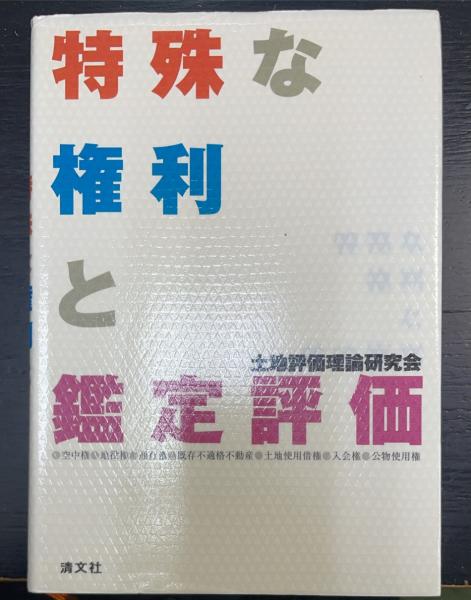 特殊な
権利
と
土地評価理論研究会
鑑定評価
●空中権●地役権●温泉権●既存不適格不動産●土地使用借権●入会権●公物使用権
清文社